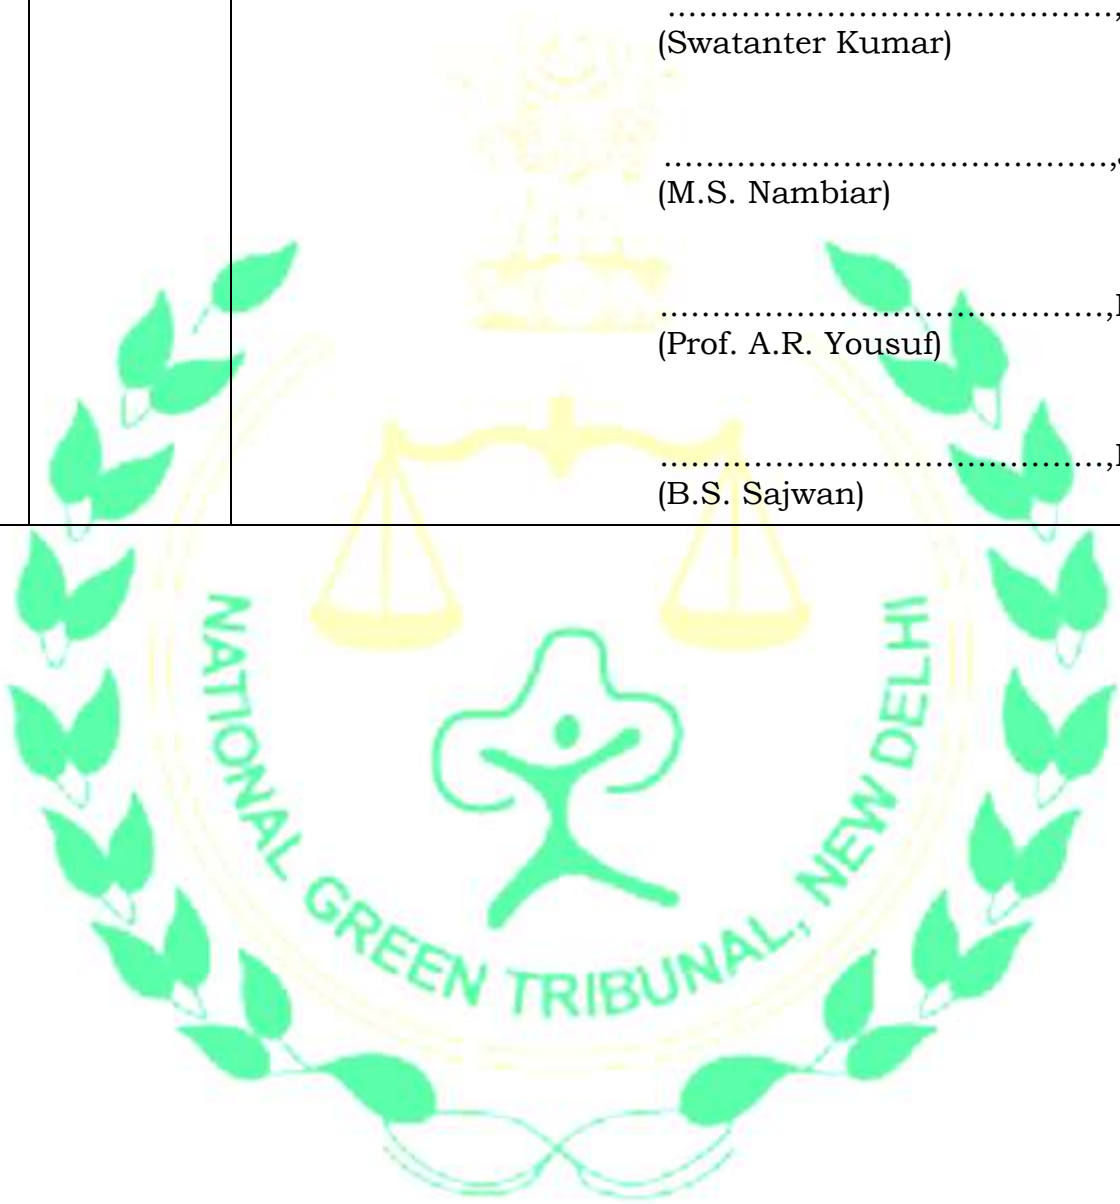 ..........................................,
(Swatanter Kumar)
..........................................,
(M.S. Nambiar)
..........................................,
(Prof. A.R. Yousuf)
..........................................,
(B.S. Sajwan)
NATIONAL GREEN TRIBUNAL, NEW DELHI